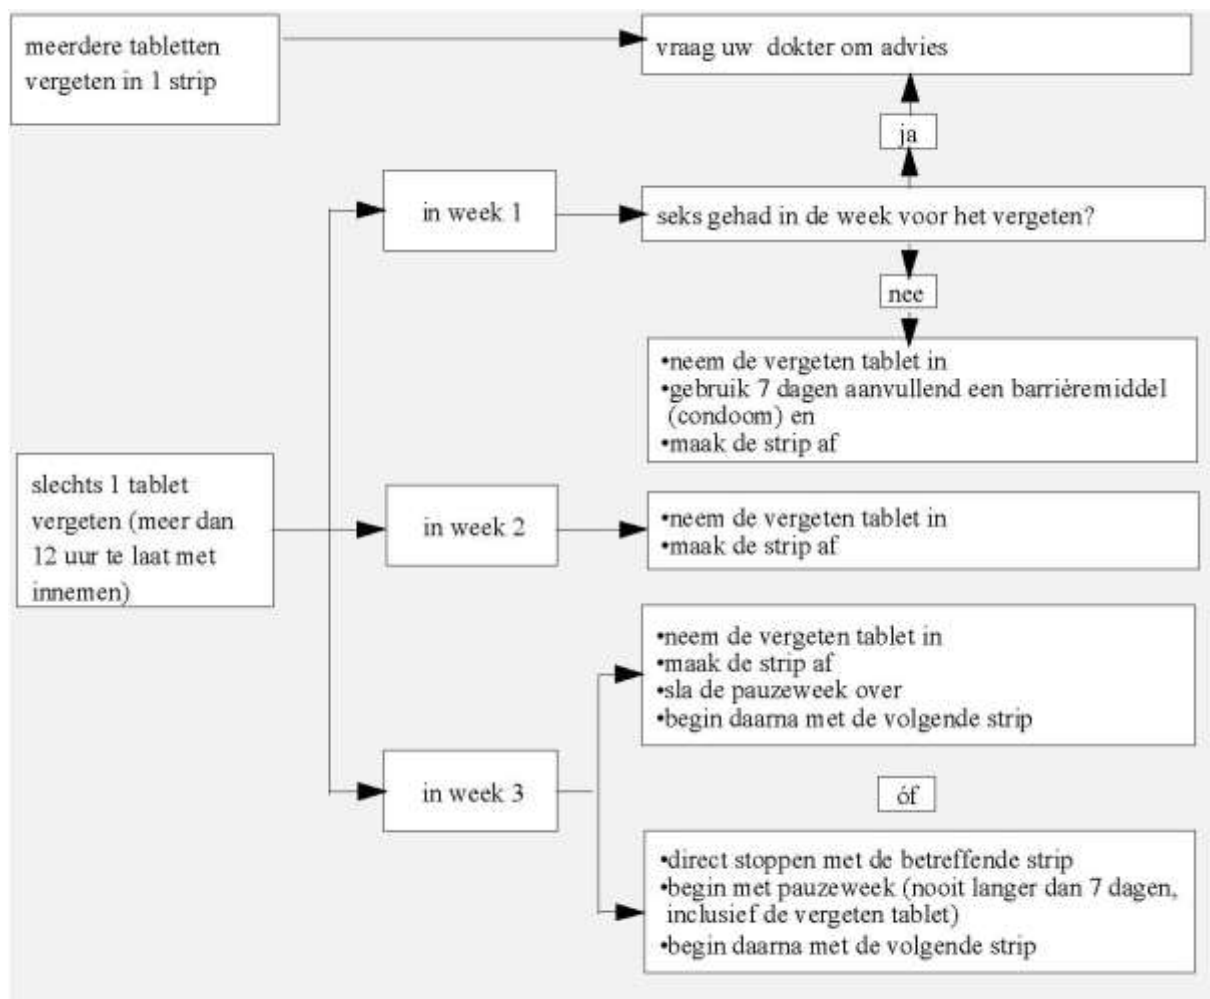 meerdere tabletten
vergeten in 1 strip
vraag uw dokter om advies
ja
in week 1
seks gehad in de week voor het vergeten?
nee
•neem de vergeten tablet in
•gebruik 7 dagen aanvullend een barrièremiddel
(condoom) en
•maak de strip af
slechts 1 tablet
vergeten (meer dan
12 uur te laat met
innemen)
in week 2
•neem de vergeten tablet in
•maak de strip af
•neem de vergeten tablet in
•maak de strip af
•sla de pauzeweek over
•begin daarna met de volgende strip
in week 3
óf
•direct stoppen met de betreffende strip
•begin met pauzeweek (nooit langer dan 7 dagen,
inclusief de vergeten tablet)
•begin daarna met de volgende strip